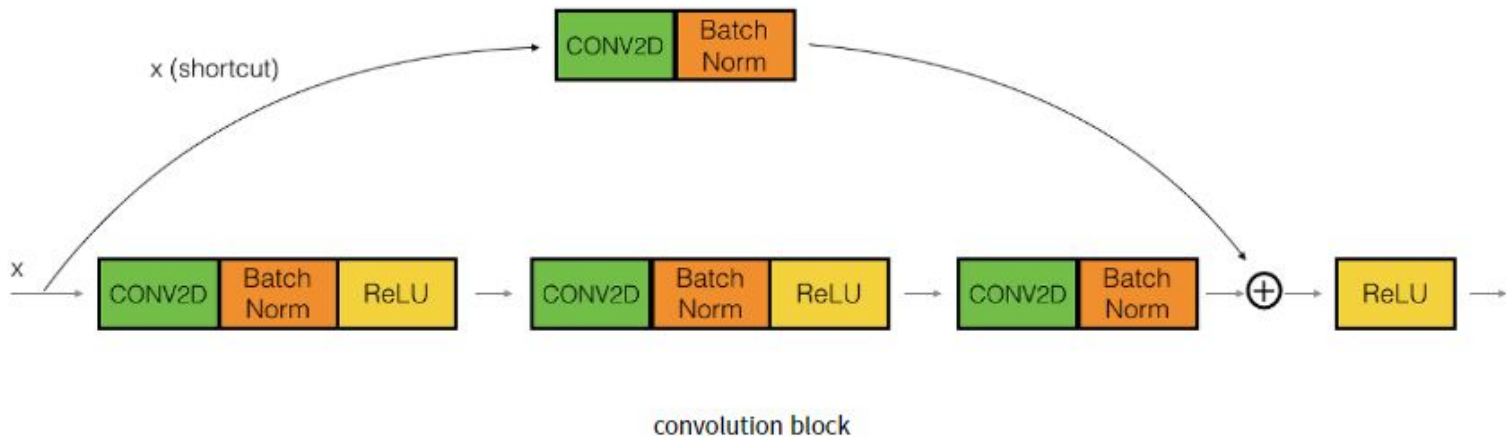 CONV2D
Batch
Norm
x (shortcut)
x
CONV2D
Batch
Norm
ReLU
CONV2D
Batch
Norm
ReLU
CONV2D
Batch
Norm
ReLU
convolution block